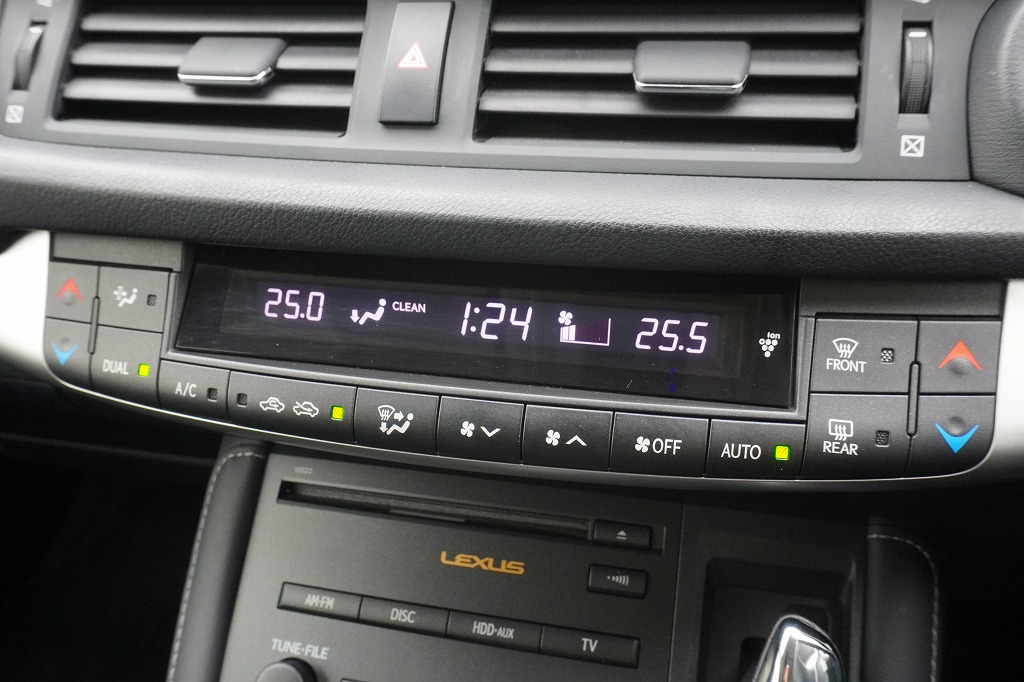 25.0 CLEAN 1:24 25.5
ion
FRONT
DUAL
A/C
OFF
AUTO
REAR
10522
LEXUS
AM·FM DISC HDD·AUX TV
TUNE·FILE